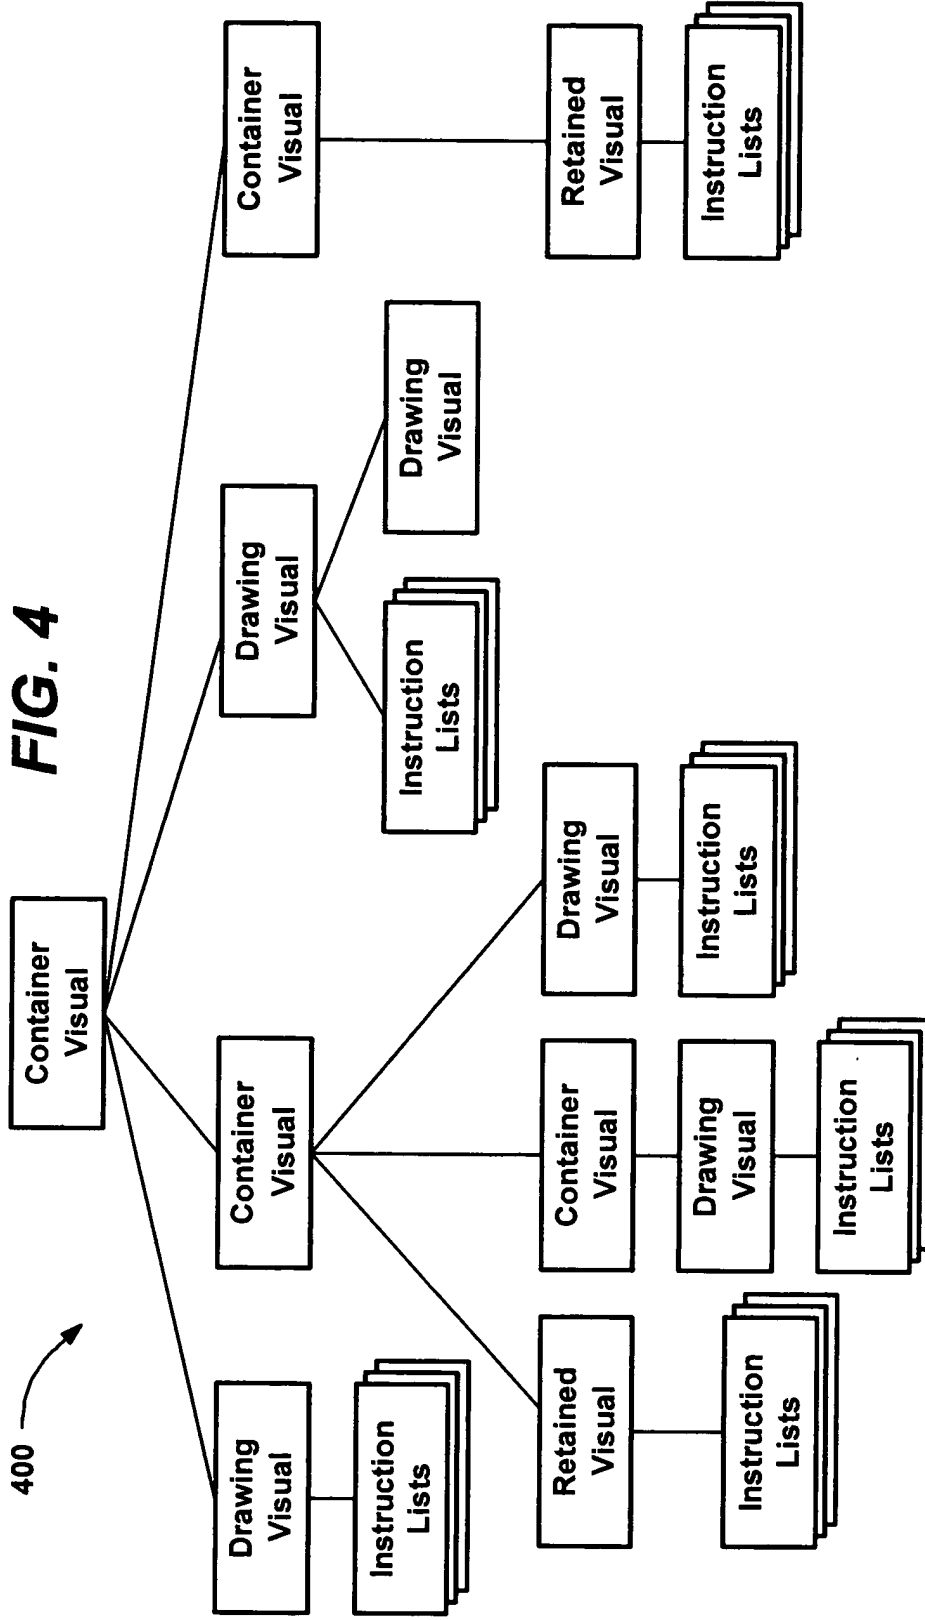 FIG. 4
400
Container
Visual
Drawing
Visual
Container
Visual
Drawing
Visual
Container
Visual
Instruction
Lists
Instruction
Lists
Drawing
Visual
Retained
Visual
Container
Visual
Drawing
Visual
Retained
Visual
Instruction
Lists
Drawing
Visual
Instruction
Lists
Instruction
Lists
Instruction
Lists